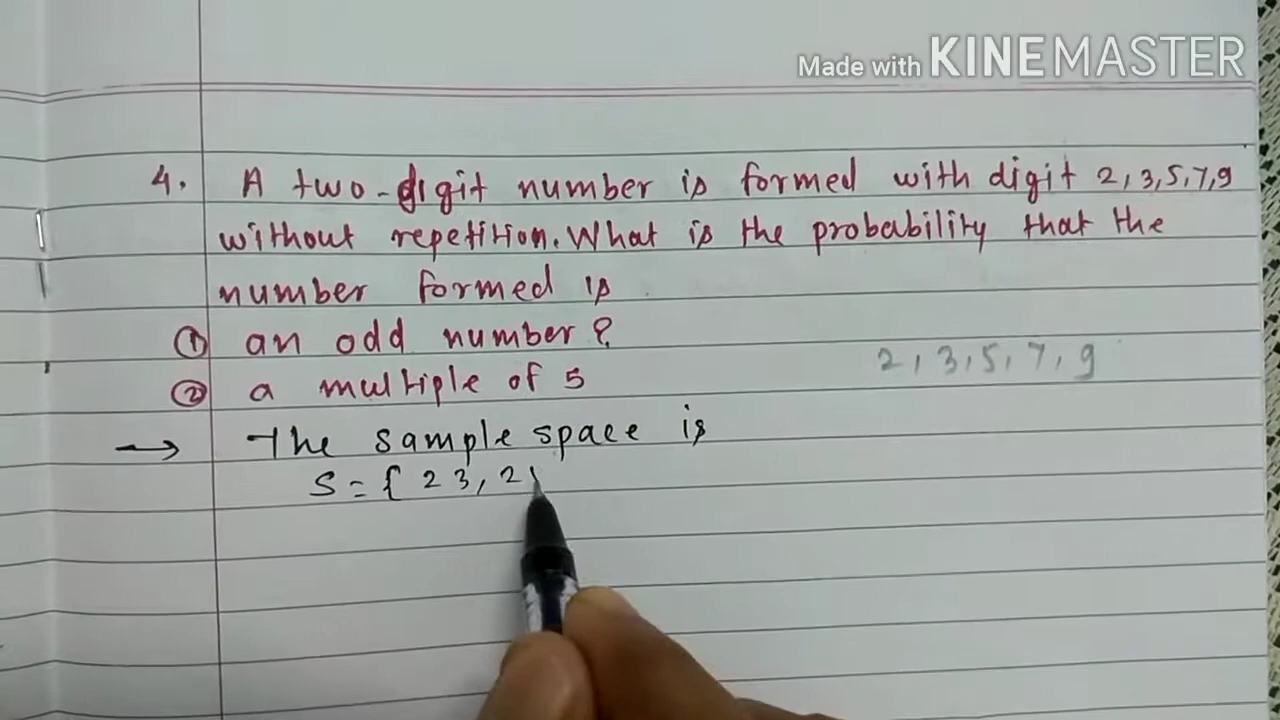 Made with KINEMASTER
4. A two-digit number is formed with digit 2,3,5,7,9
without repetition. What is the probability that the
number formed is
① an odd number?
② a multiple of 5
2,3,5,7,9
→ The sample space is
S = { 23, 2